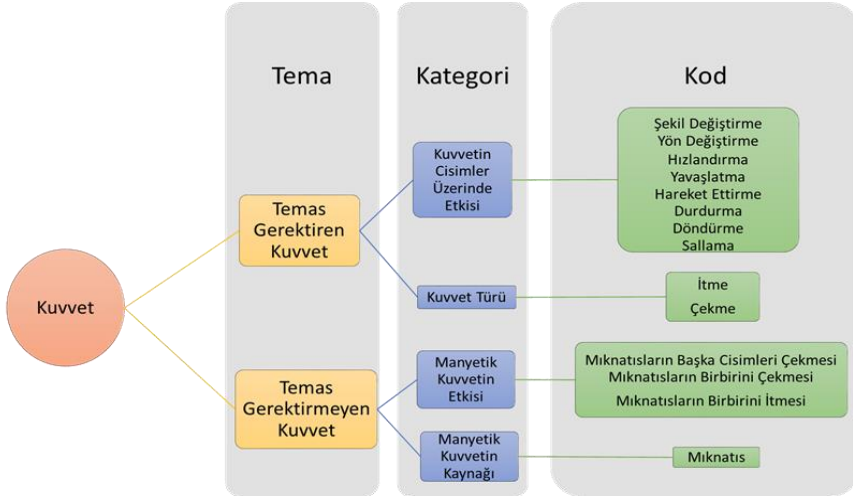 Tema
Kategori
Kod
Kuvvet
Temas
Gerektiren
Kuvvet
Kuvvetin
Cisimler
Üzerinde
Etkisi
Şekil Değiştirme
Yön Değiştirme
Hızlandırma
Yavaşlatma
Hareket Ettirme
Durdurma
Döndürme
Sallama
Kuvvet Türü
İtme
Çekme
Temas
Gerektirmeyen
Kuvvet
Manyetik
Kuvvetin
Etkisi
Mıknatısların Başka Cisimleri Çekmesi
Mıknatısların Birbirini Çekmesi
Mıknatısların Birbirini İtmesi
Manyetik
Kuvvetin
Kaynağı
Mıknatıs